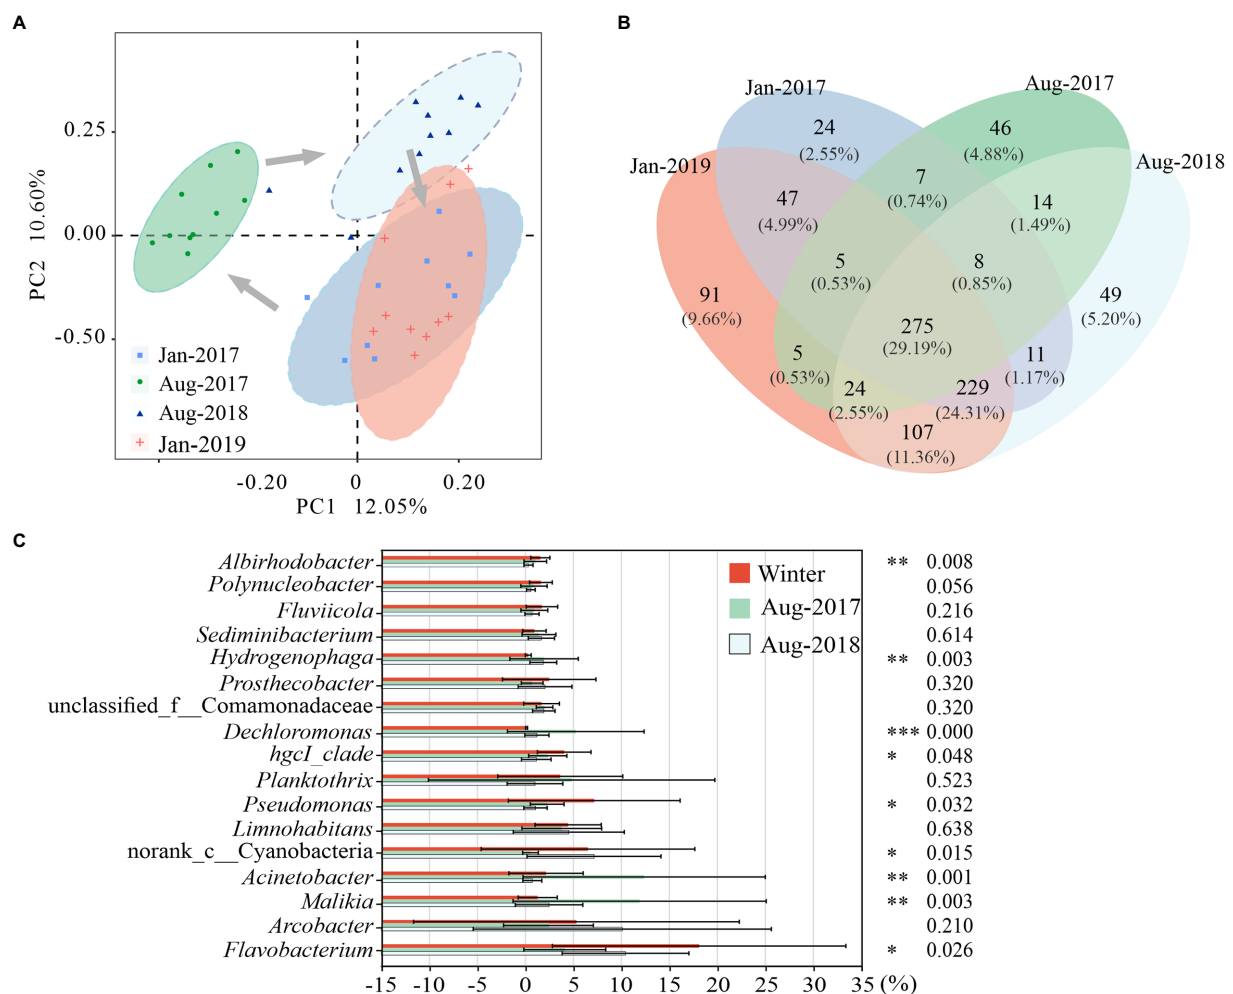 A
0.25
0.00
-0.50
PC2 10.60%
Jan-2017
Aug-2017
Aug-2018
Jan-2019
-0.20 0 0.20
PC1 12.05%
B
Jan-2017
Aug-2017
Jan-2019
Aug-2018
24
(2.55%)
46
(4.88%)
7
(0.74%)
47
(4.99%)
14
(1.49%)
5
(0.53%)
8
(0.85%)
91
(9.66%)
49
(5.20%)
275
(29.19%)
5
(0.53%)
11
(1.17%)
24
(2.55%)
229
(24.31%)
107
(11.36%)
C
Winter
Aug-2017
Aug-2018
Albirhodobacter ** 0.008
Polynucleobacter 0.056
Fluviicola 0.216
Sediminibacterium 0.614
Hydrogenophaga ** 0.003
Prosthecobacter 0.320
unclassified_f__Comamonadaceae 0.320
Dechloromonas *** 0.000
hgcI_clade * 0.048
Planktothrix 0.523
Pseudomonas * 0.032
Limnohabitans 0.638
norank_c__Cyanobacteria * 0.015
Acinetobacter ** 0.001
Malikia ** 0.003
Arcobacter 0.210
Flavobacterium * 0.026
-15 -10 -5 0 5 10 15 20 25 30 35 (%)